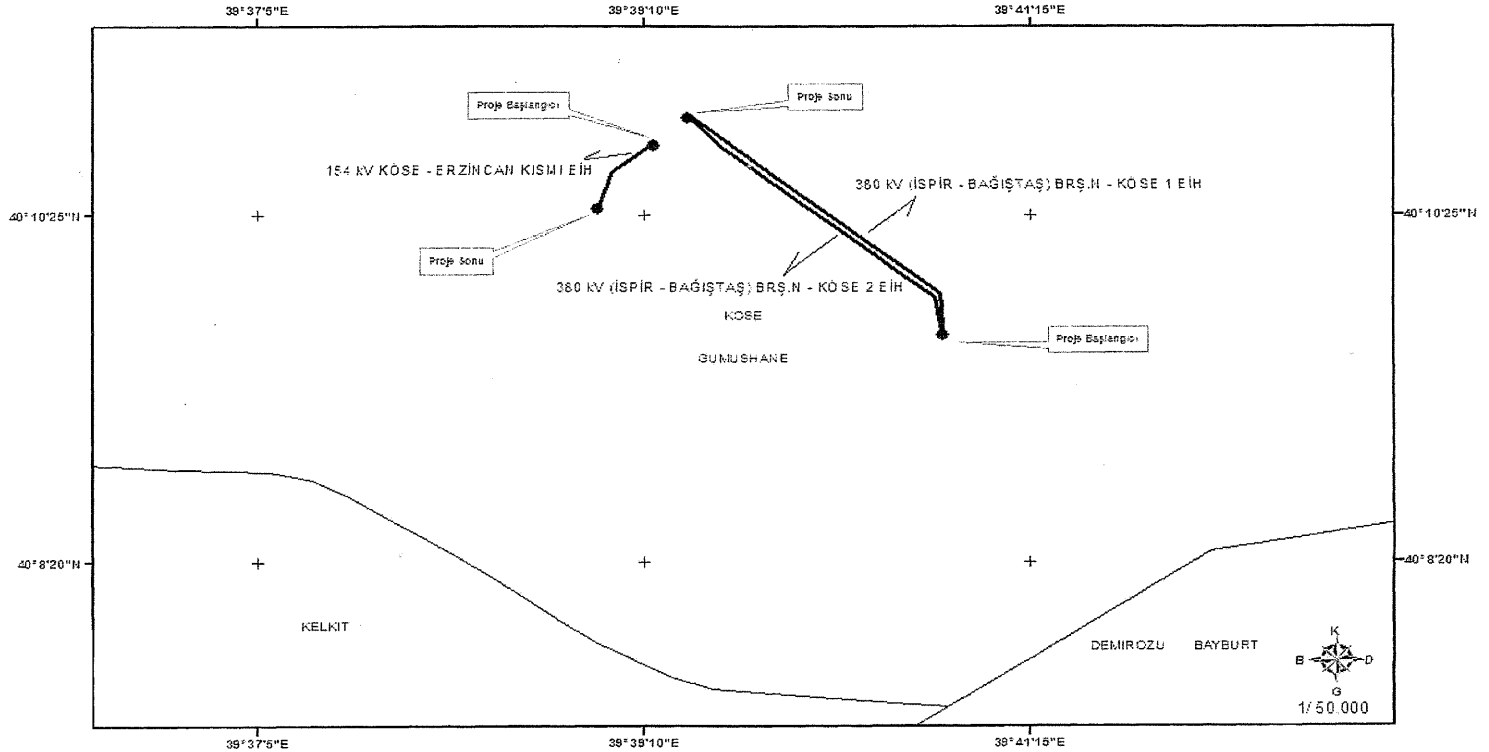 39°37'5"E
39°39'10"E
39°41'15"E
Proje Başlangıcı
Proje Sonu
154 kV KÖSE - ERZİNCAN KISMI EİH
380 kV (İSPİR - BAĞIŞTAŞ) BRŞ.N - KÖSE 1 EİH
40°10'25"N
40°10'25"N
Proje Sonu
380 kV (İSPİR - BAĞIŞTAŞ) BRŞ.N - KÖSE 2 EİH
KOSE
Proje Başlangıcı
GUMUSHANE
40°8'20"N
40°8'20"N
KELKIT
DEMIROZU
BAYBURT
K
B
D
G
1/50.000
39°37'5"E
39°39'10"E
39°41'15"E